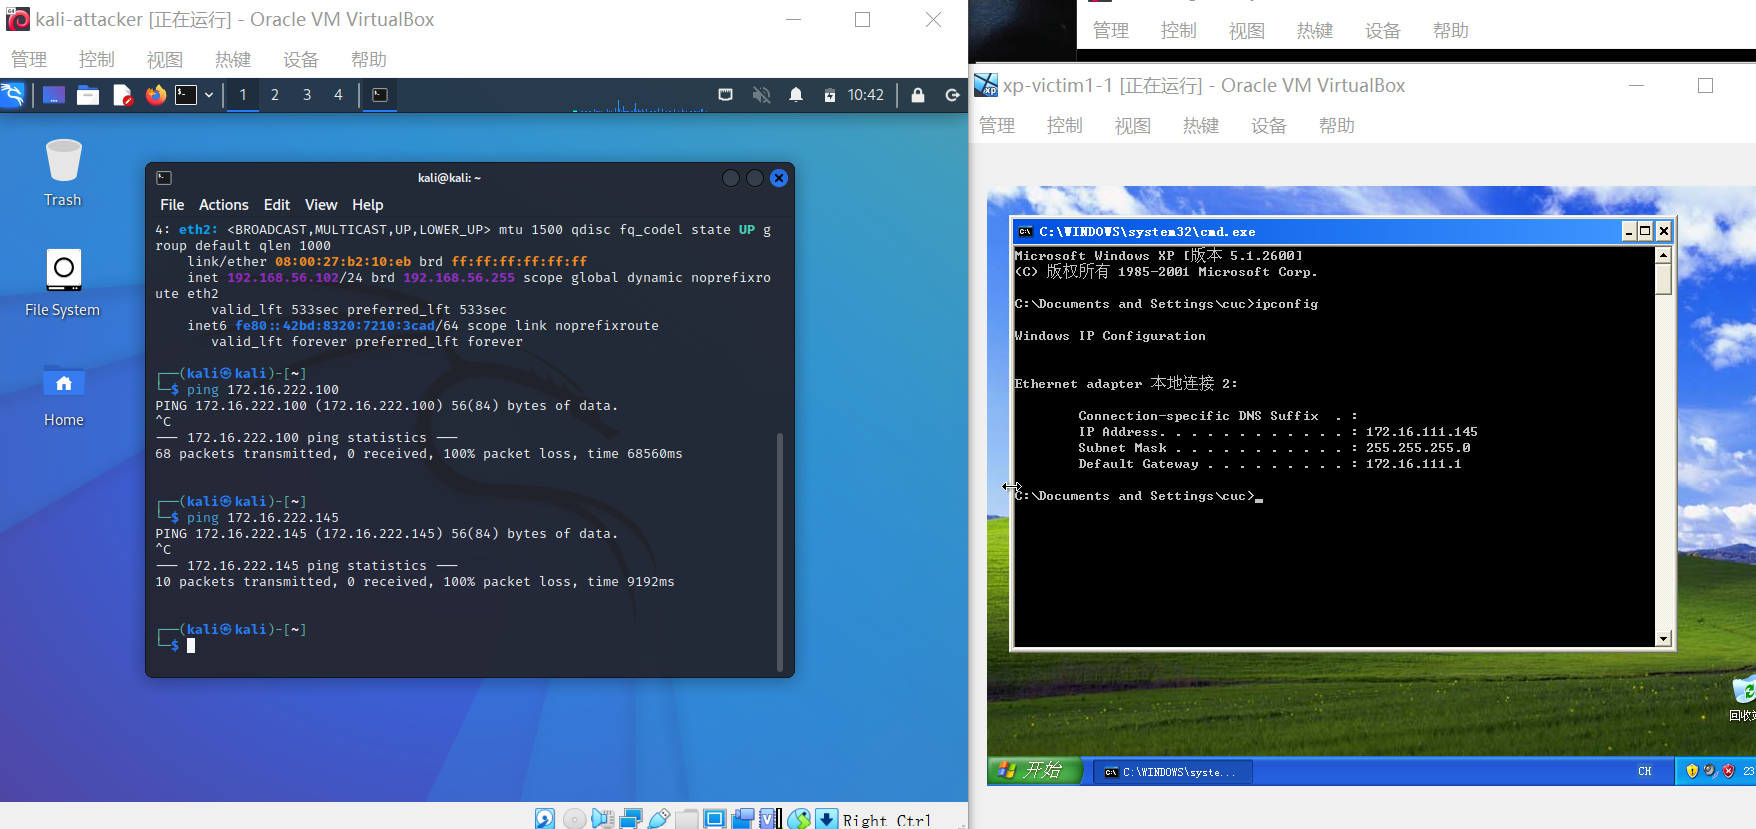 kali-attacker [正在运行] - Oracle VM VirtualBox
管理 控制 视图 热键 设备 帮助
1 2 3 4 10:42
Trash
File System
Home
kali@kali: ~
File Actions Edit View Help
4: eth2: <BROADCAST,MULTICAST,UP,LOWER_UP> mtu 1500 qdisc fq_codel state UP g
roup default qlen 1000
link/ether 08:00:27:b2:10:eb brd ff:ff:ff:ff:ff:ff
inet 192.168.56.102/24 brd 192.168.56.255 scope global dynamic noprefixro
ute eth2
valid_lft 533sec preferred_lft 533sec
inet6 fe80::42bd:8320:7210:3cad/64 scope link noprefixroute
valid_lft forever preferred_lft forever
┌──(kali㉿kali)-[~]
└─$ ping 172.16.222.100
PING 172.16.222.100 (172.16.222.100) 56(84) bytes of data.
^C
--- 172.16.222.100 ping statistics ---
68 packets transmitted, 0 received, 100% packet loss, time 68560ms
┌──(kali㉿kali)-[~]
└─$ ping 172.16.222.145
PING 172.16.222.145 (172.16.222.145) 56(84) bytes of data.
^C
--- 172.16.222.145 ping statistics ---
10 packets transmitted, 0 received, 100% packet loss, time 9192ms
┌──(kali㉿kali)-[~]
└─$
Right Ctrl
管理 控制 视图 热键 设备 帮助
xp-victim1-1 [正在运行] - Oracle VM VirtualBox
管理 控制 视图 热键 设备 帮助
C:\WINDOWS\system32\cmd.exe
Microsoft Windows XP [版本 5.1.2600]
(C) 版权所有 1985-2001 Microsoft Corp.
C:\Documents and Settings\cuc>ipconfig
Windows IP Configuration
Ethernet adapter 本地连接 2:
Connection-specific DNS Suffix  . :
IP Address. . . . . . . . . . . . : 172.16.111.145
Subnet Mask . . . . . . . . . . . : 255.255.255.0
Default Gateway . . . . . . . . . : 172.16.111.1
C:\Documents and Settings\cuc>_
回收
开始 C:\WINDOWS\syste... CH 23